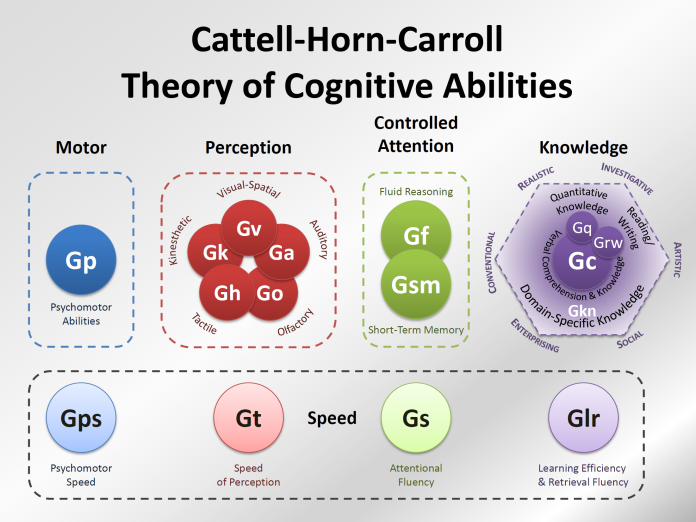 Cattell-Horn-Carroll
Theory of Cognitive Abilities
Motor
Perception
Controlled
Attention
Knowledge
Gp
Psychomotor
Abilities
Visual-Spatial
Kinesthetic
Auditory
Gv
Gk
Ga
Gh
Go
Tactile
Olfactory
Fluid Reasoning
Gf
Gsm
Short-Term Memory
REALISTIC
INVESTIGATIVE
CONVENTIONAL
ARTISTIC
ENTERPRISING
SOCIAL
Quantitative
Knowledge
Reading/
Writing
Gq
Grw
Gc
Verbal Comprehension & Knowledge
Gkn
Domain-Specific Knowledge
Speed
Gps
Psychomotor
Speed
Gt
Speed
of Perception
Gs
Attentional
Fluency
Glr
Learning Efficiency
& Retrieval Fluency